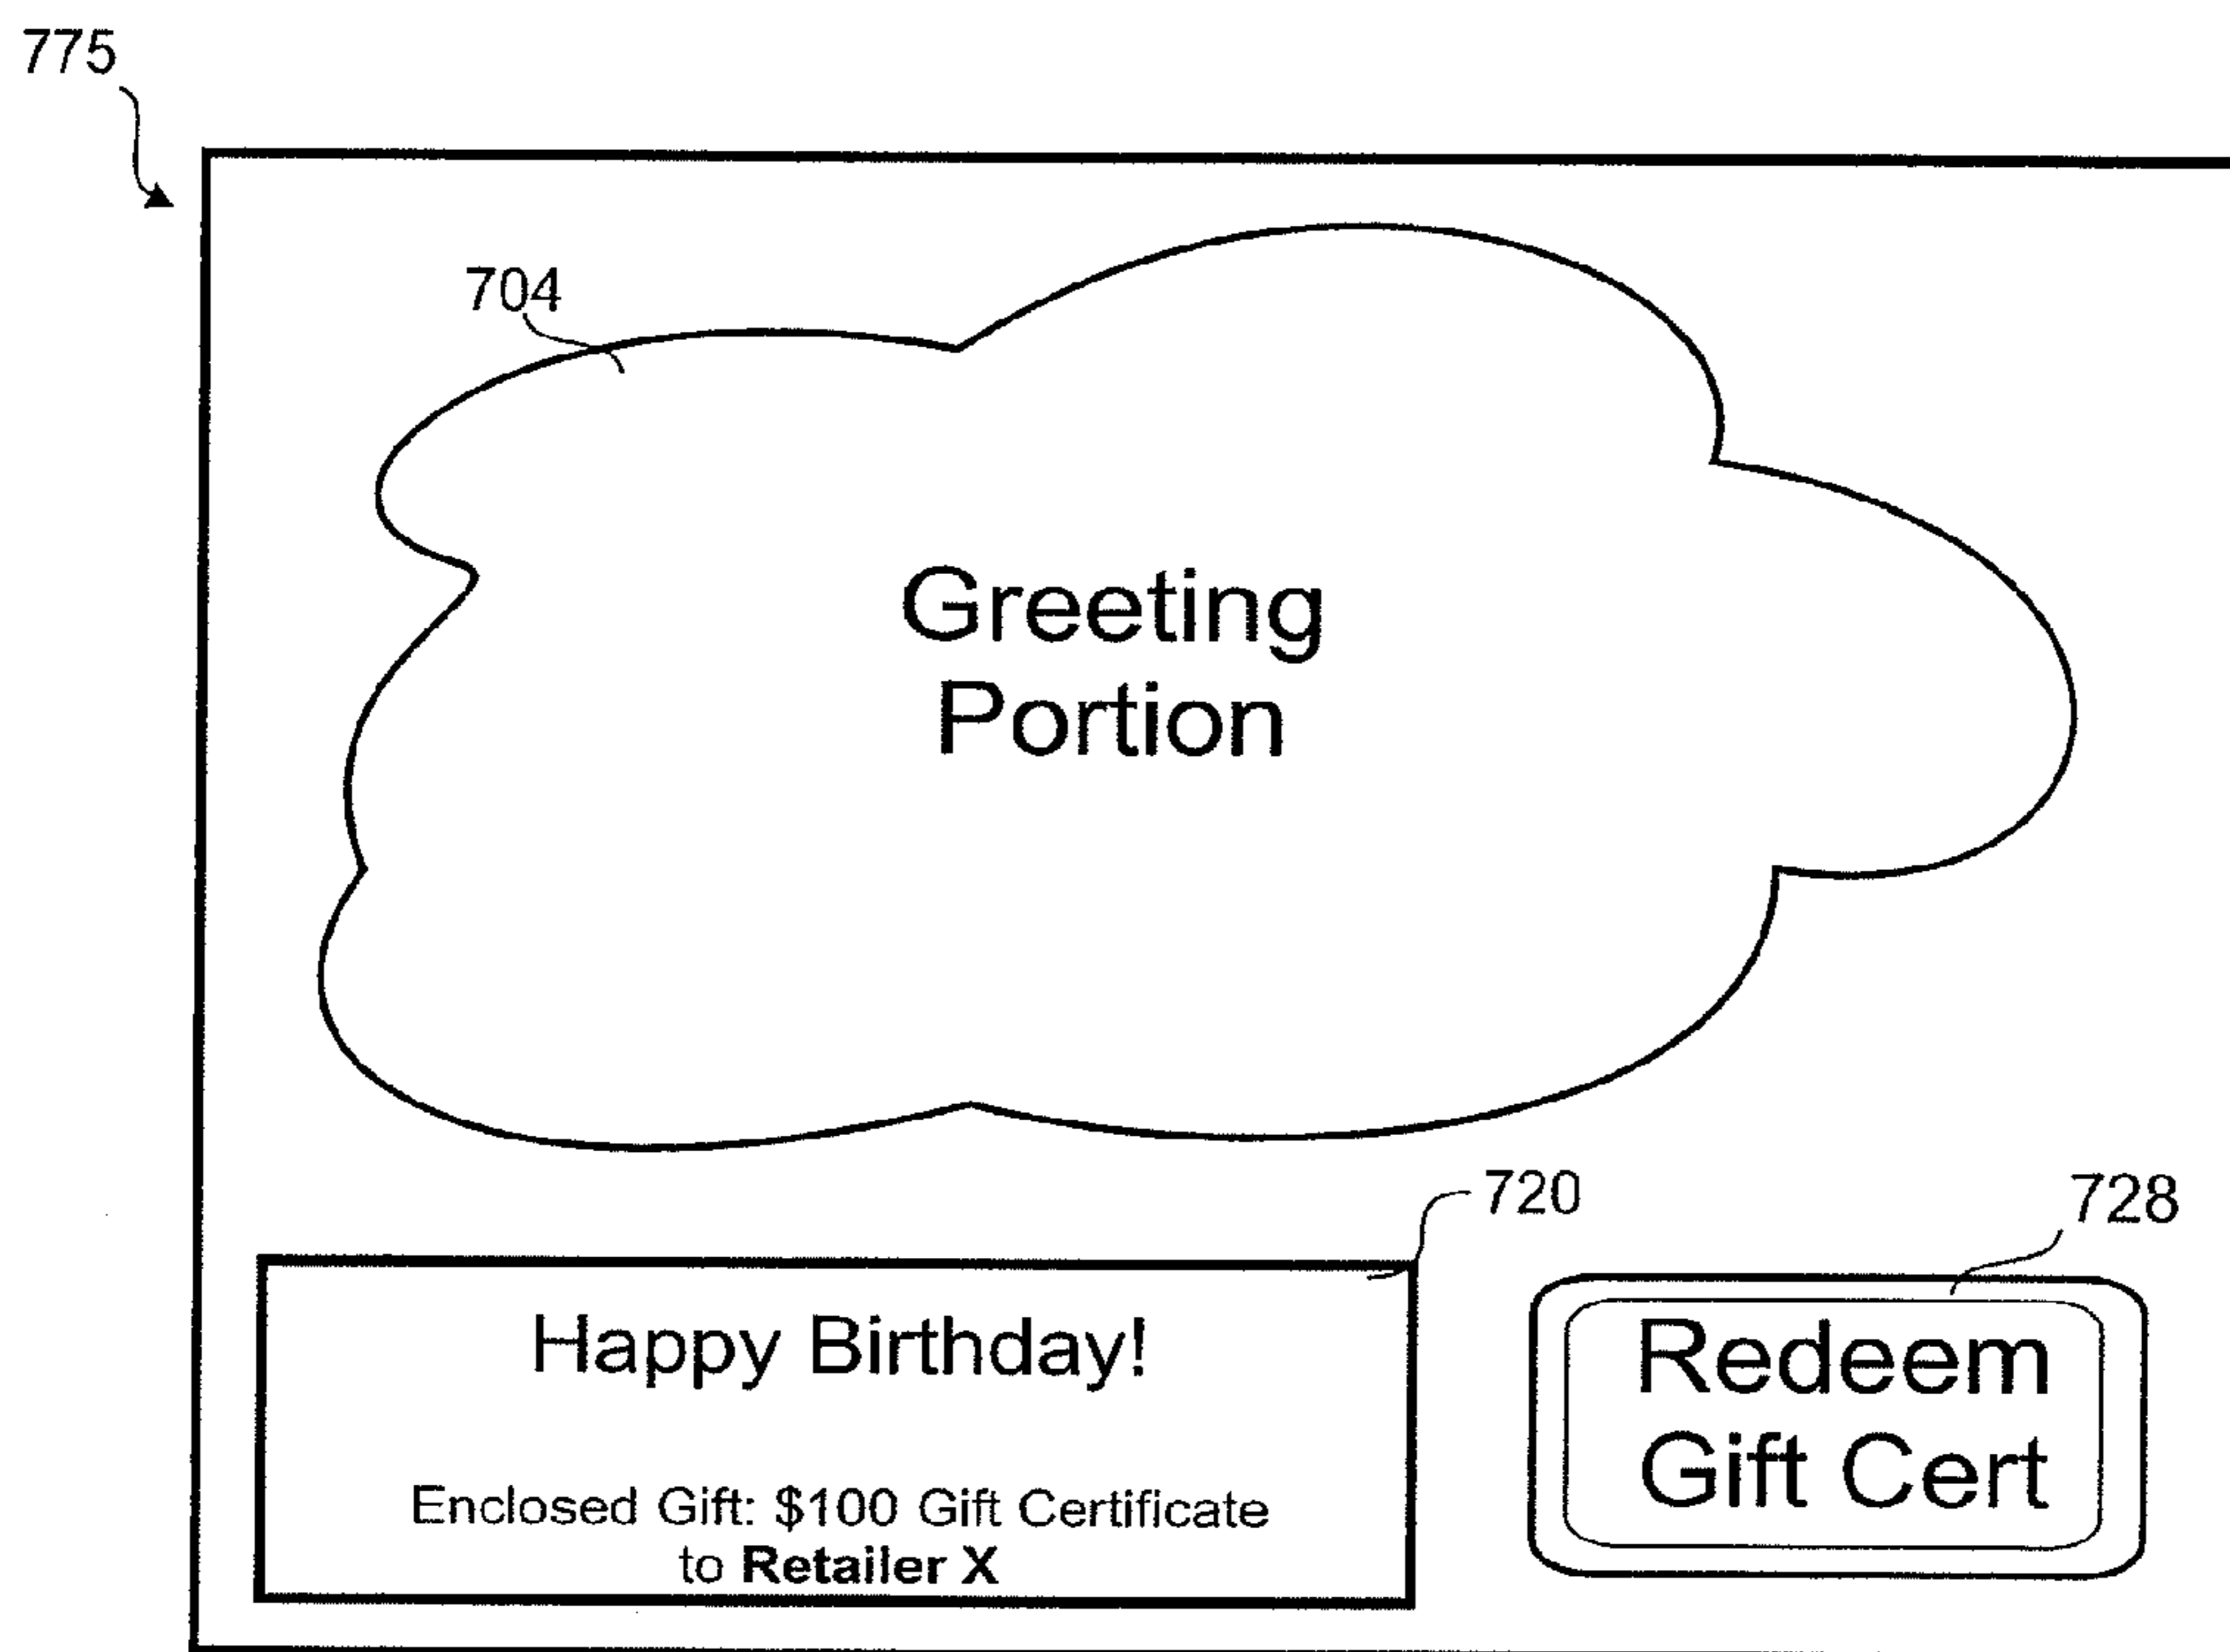 775
704
Greeting
Portion
720
728
Happy Birthday!
Enclosed Gift: $100 Gift Certificate
to Retailer X
Redeem
Gift Cert